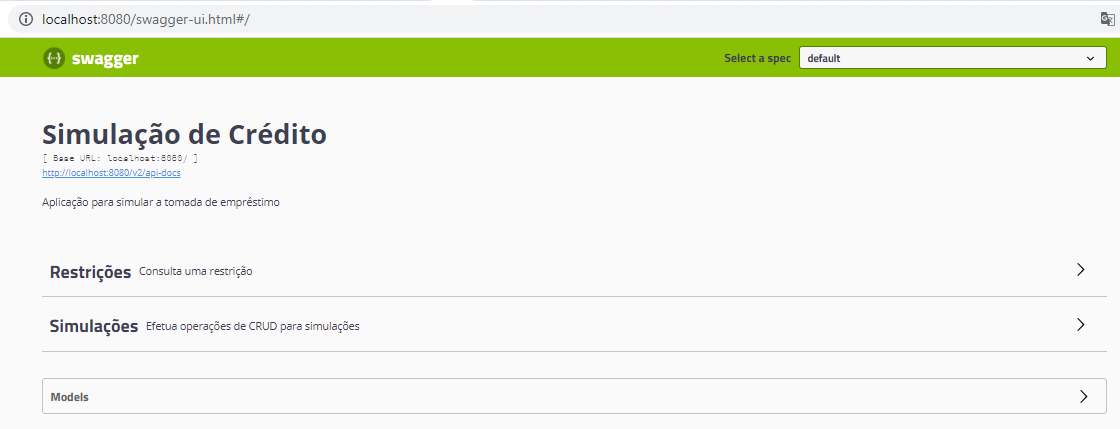 localhost:8080/swagger-ui.html#/
swagger
Select a spec
default
Simulação de Crédito
[ Base URL: localhost:8080/ ]
http://localhost:8080/v2/api-docs
Aplicação para simular a tomada de empréstimo
Restrições Consulta uma restrição
Simulações Efetua operações de CRUD para simulações
Models